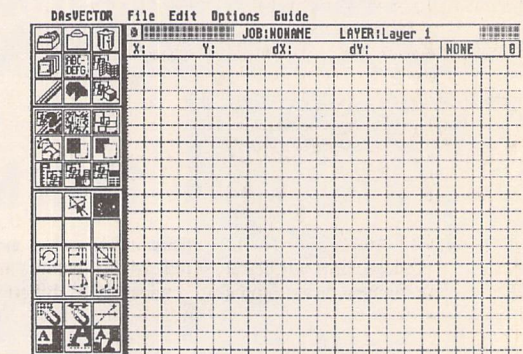 DAsVECTOR File Edit Options Guide
JOB:NONAME LAYER:Layer 1
X: Y: dX: dY: NONE 0
ABC-
DEFG
A